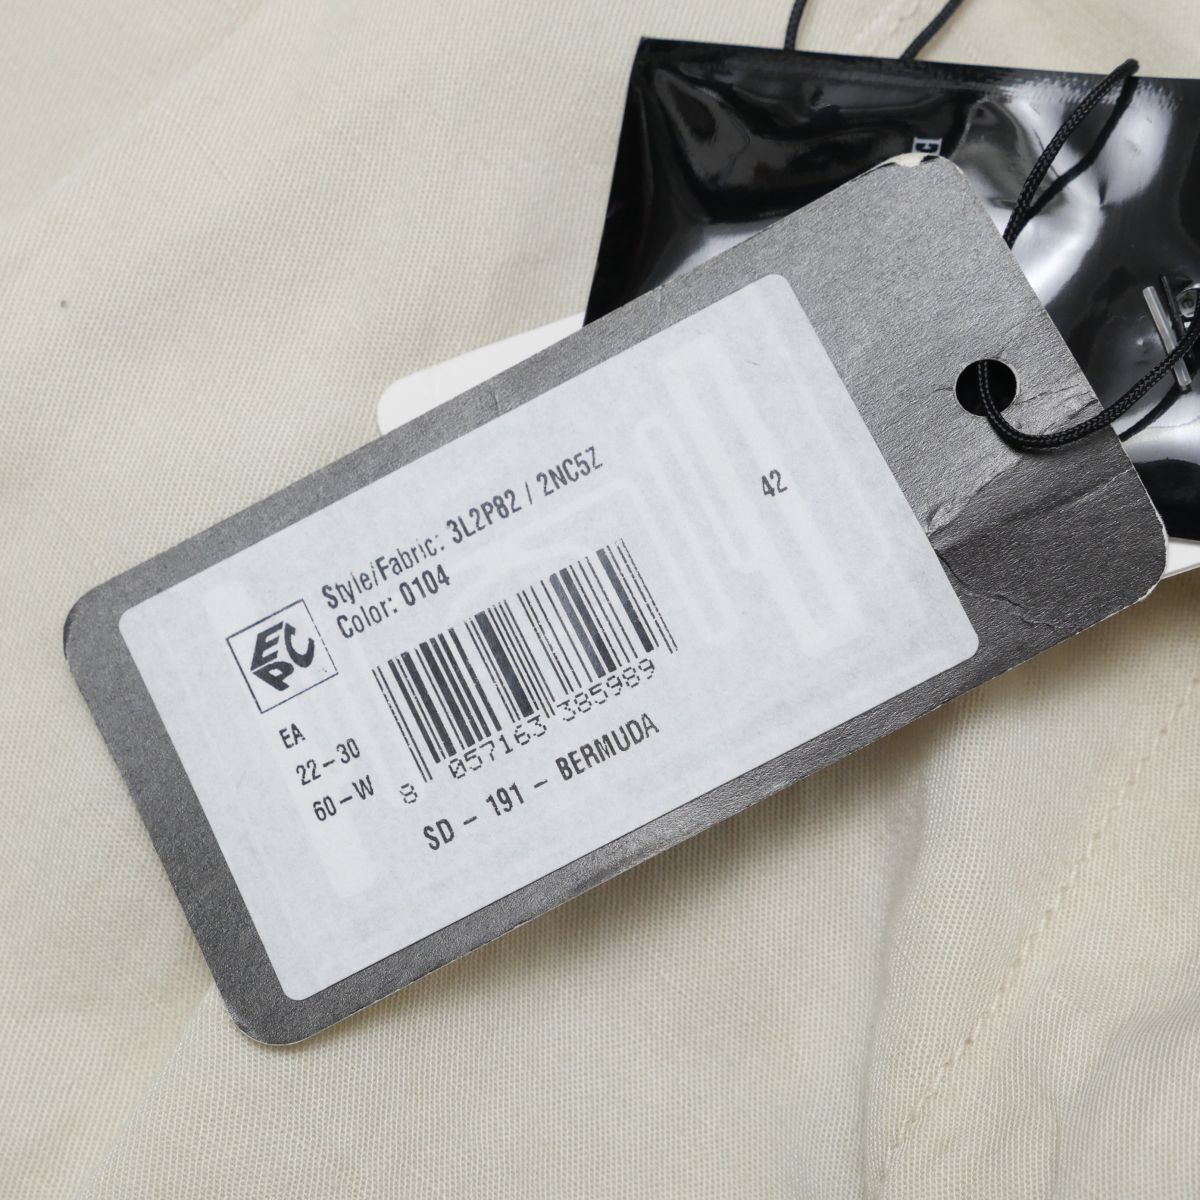 Style/Fabric: 3L2P82 / 2NC5Z
Color: 0104
42
EPC
EA
22-30
60-W
8 057163 385989
SD - 191 - BERMUDA